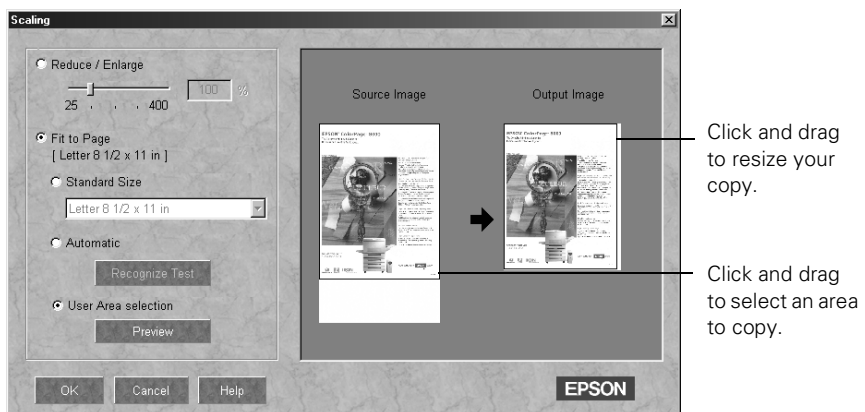 Scaling
Reduce / Enlarge
100 %
25 . . . 400
Fit to Page
[ Letter 8 1/2 x 11 in ]
Standard Size
Letter 8 1/2 x 11 in
Automatic
Recognize Test
User Area selection
Preview
OK Cancel Help
Source Image Output Image
EPSON
Click and drag
to resize your
copy.
Click and drag
to select an area
to copy.